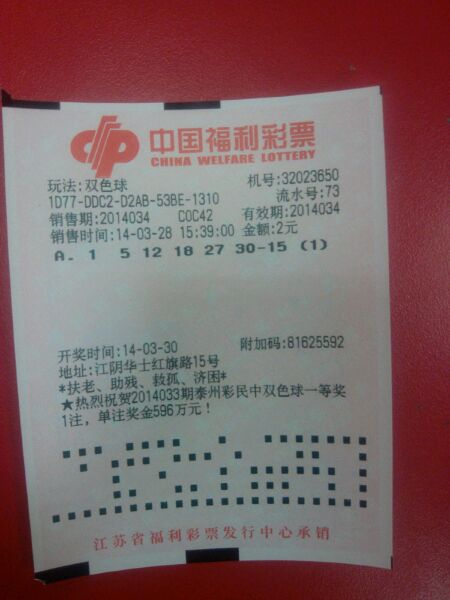 中国福利彩票
CHINA WELFARE LOTTERY
玩法:双色球 机号:32023650
1D77-DDC2-D2AB-53BE-1310 流水号:73
销售期:2014034 C0C42 有效期:2014034
销售时间:14-03-28 15:39:00 金额:2元
A. 1 5 12 18 27 30-15 (1)
开奖时间:14-03-30 附加码:81625592
地址:江阴华士红旗路15号
*扶老、助残、救孤、济困*
★热烈祝贺2014033期泰州彩民中双色球一等奖
1注，单注奖金596万元！
江苏省福利彩票发行中心承销